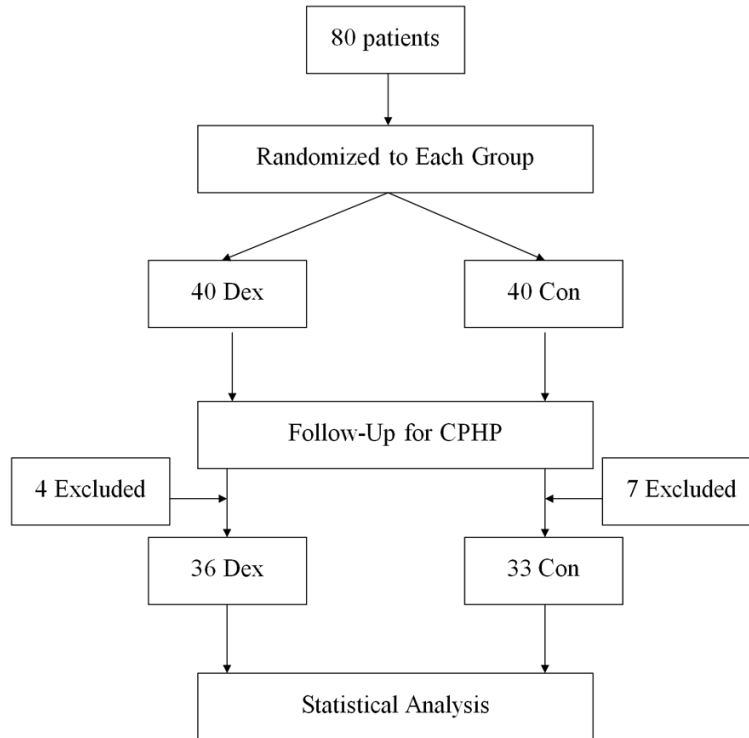 80 patients
Randomized to Each Group
40 Dex
40 Con
Follow-Up for CPHP
4 Excluded
7 Excluded
36 Dex
33 Con
Statistical Analysis